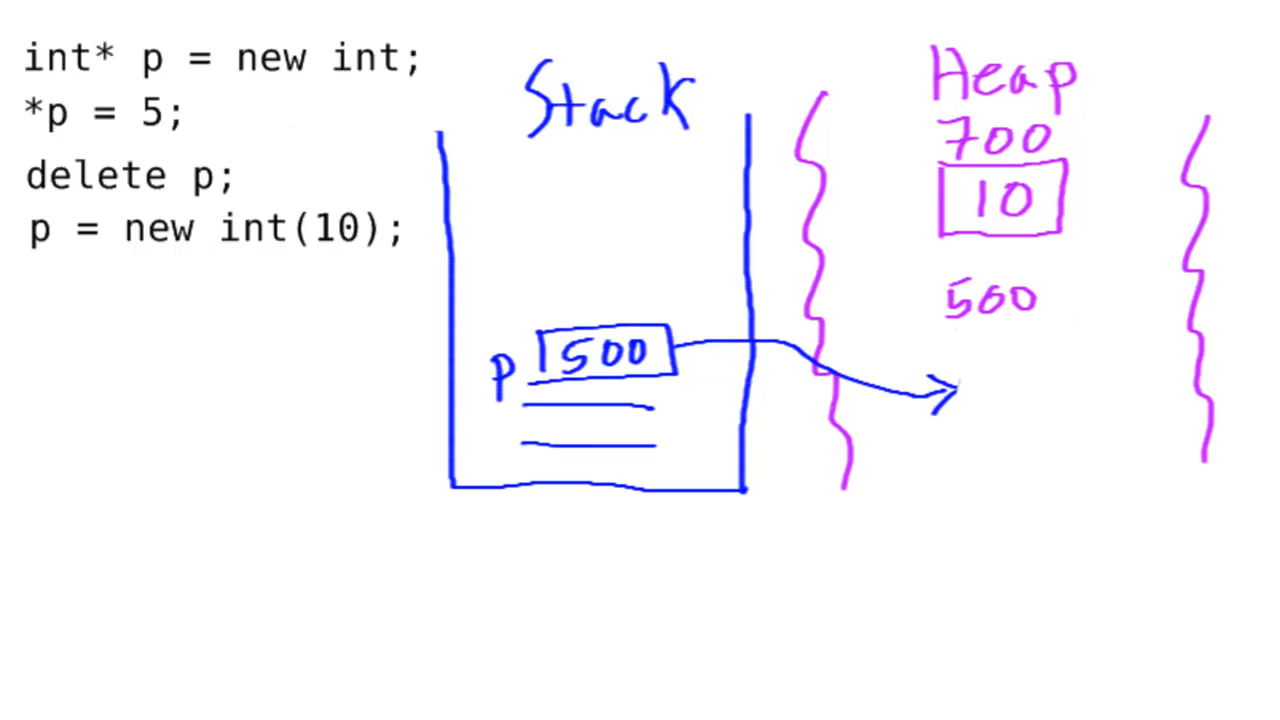 int* p = new int;
*p = 5;
delete p;
p = new int(10);
Stack
p 500
Heap
700
10
500